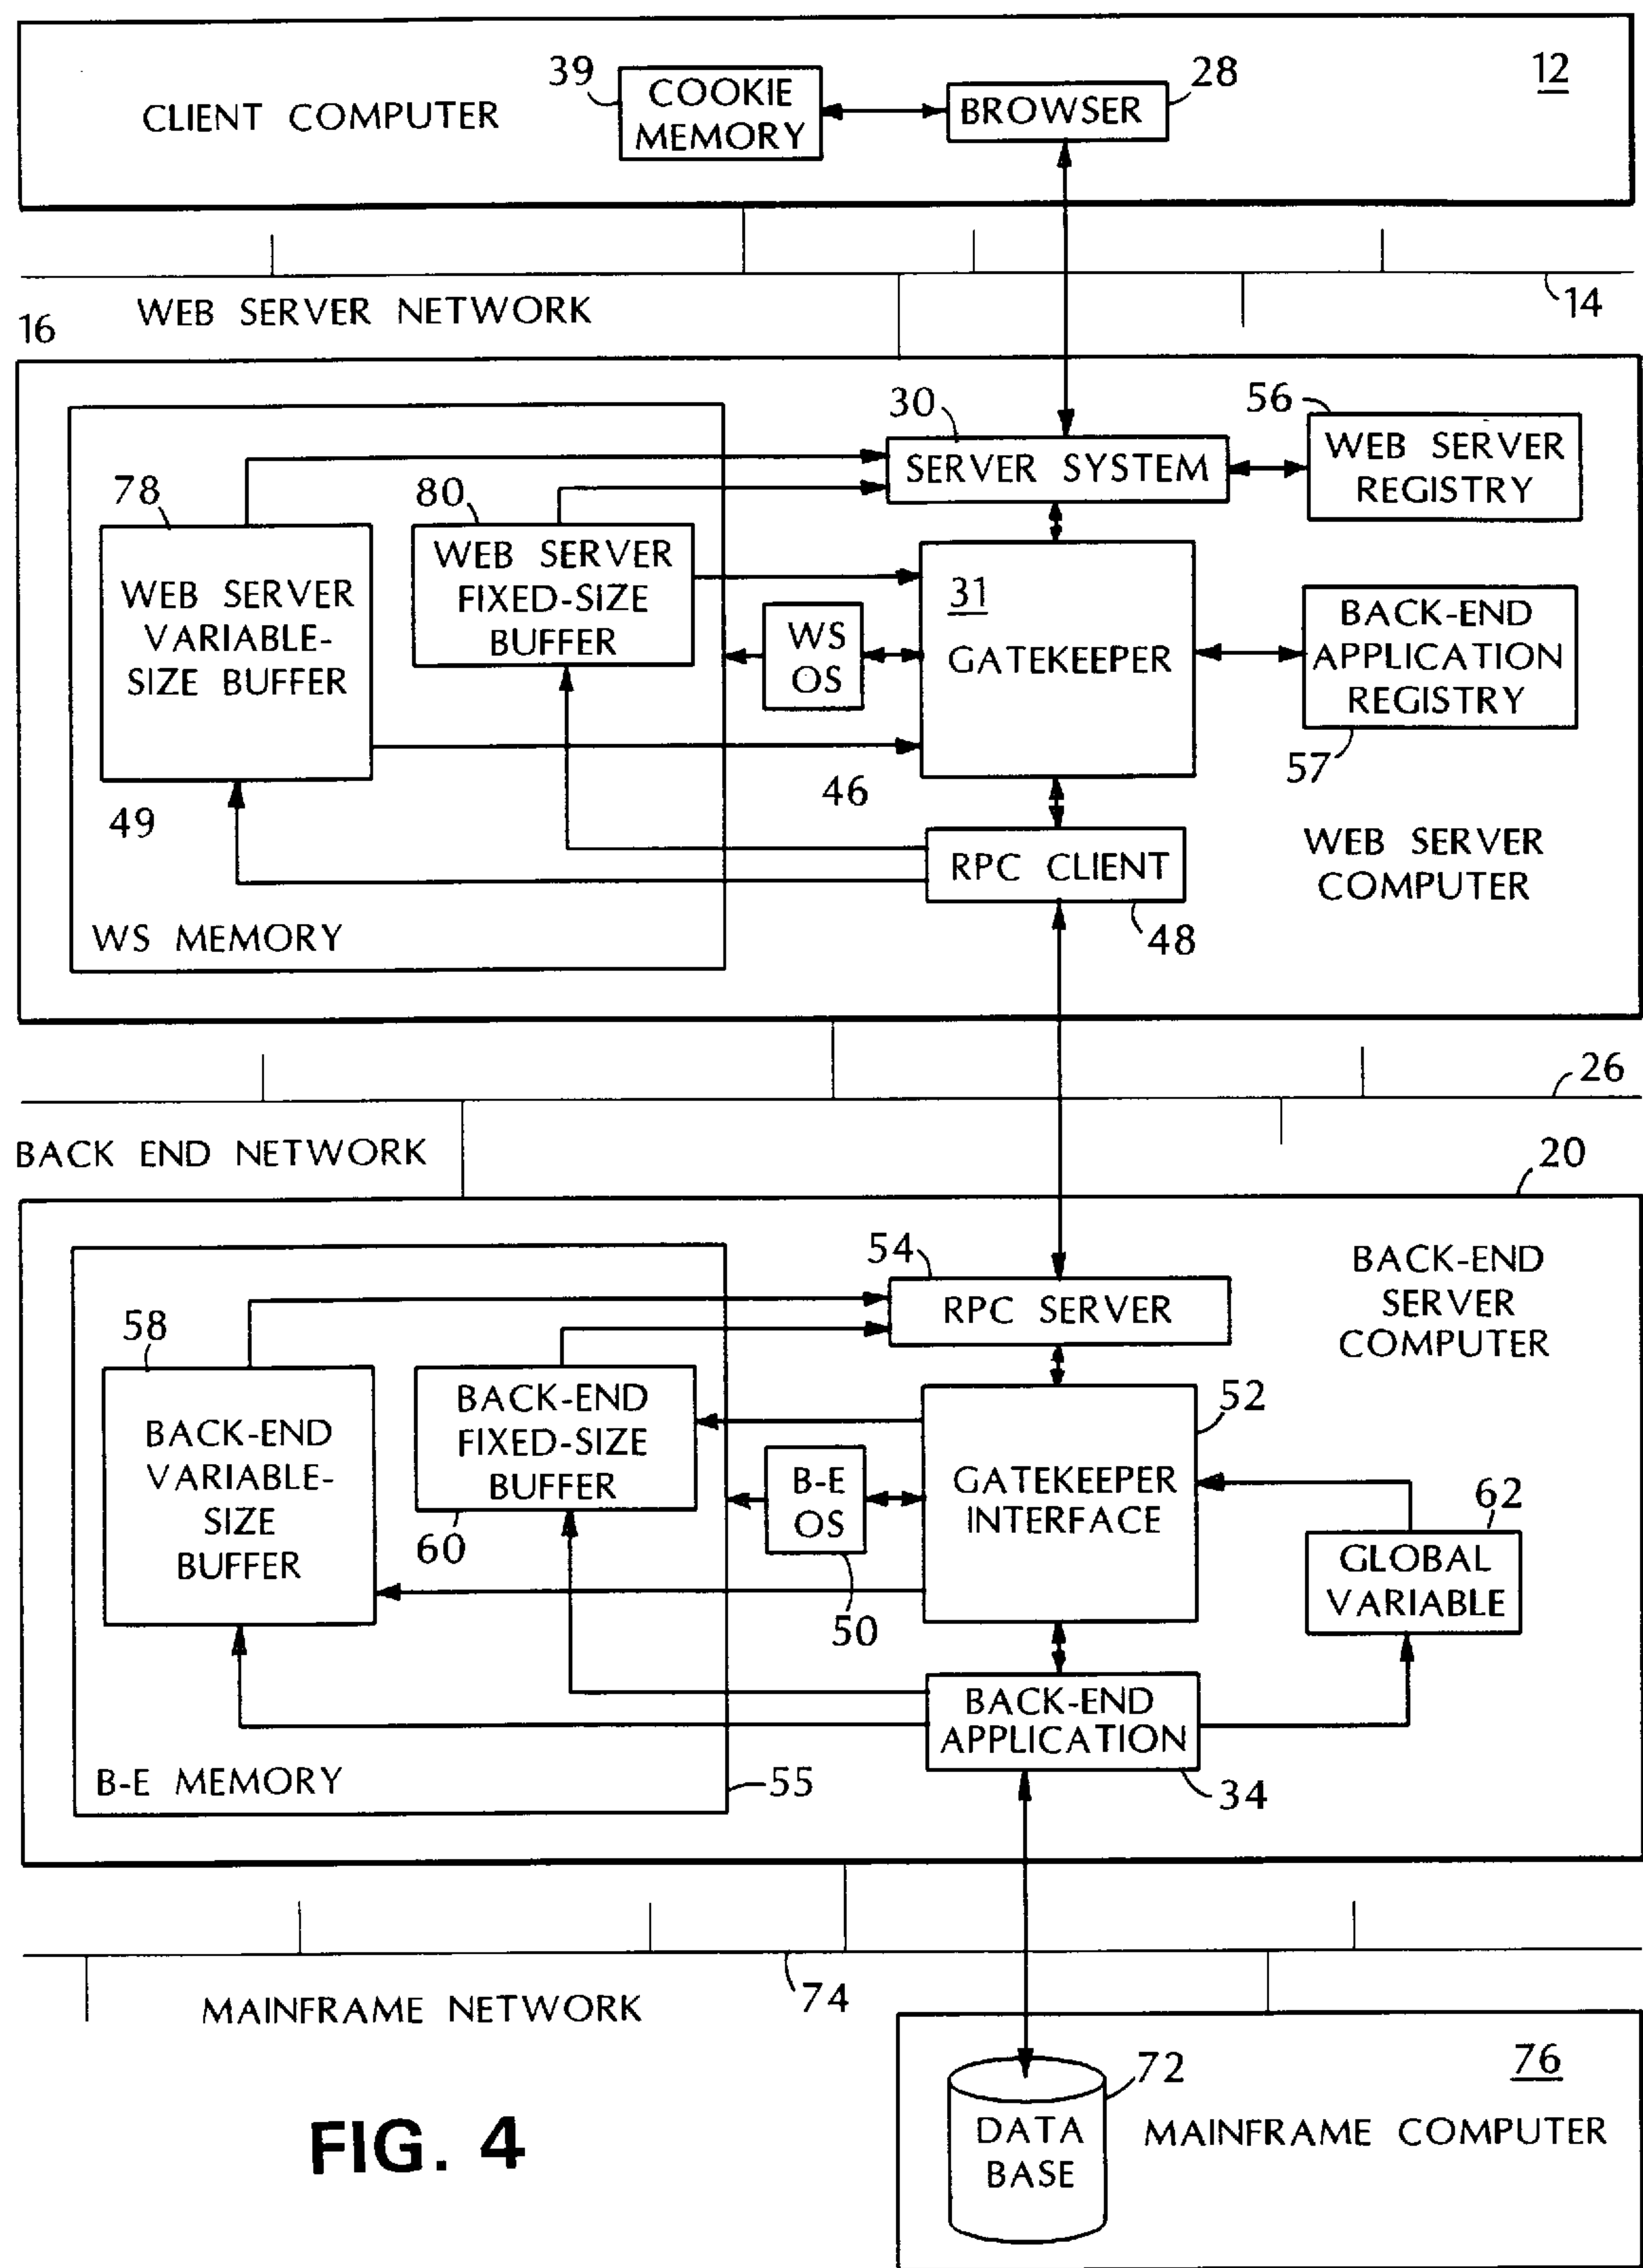 12
39
COOKIE
MEMORY
BROWSER
28
CLIENT COMPUTER
14
WEB SERVER NETWORK
16
30
56
SERVER SYSTEM
WEB SERVER
REGISTRY
78
80
WEB SERVER
VARIABLE-
SIZE BUFFER
WEB SERVER
FIXED-SIZE
BUFFER
WS
OS
31
GATEKEEPER
BACK-END
APPLICATION
REGISTRY
57
46
49
RPC CLIENT
48
WEB SERVER
COMPUTER
WS MEMORY
26
BACK END NETWORK
20
54
RPC SERVER
BACK-END
SERVER
COMPUTER
58
BACK-END
VARIABLE-
SIZE
BUFFER
BACK-END
FIXED-SIZE
BUFFER
60
B-E
OS
50
52
GATEKEEPER
INTERFACE
62
GLOBAL
VARIABLE
BACK-END
APPLICATION
34
B-E MEMORY
55
74
MAINFRAME NETWORK
72
DATA
BASE
76
MAINFRAME COMPUTER
FIG. 4